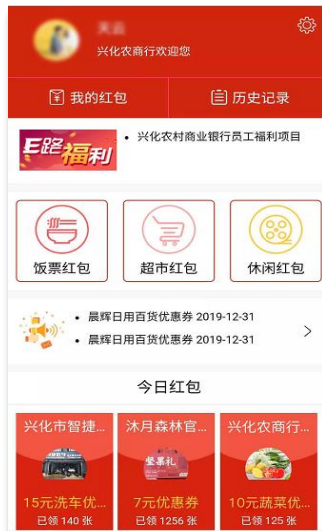 兴化农商行欢迎您
我的红包
历史记录
E路福利
兴化农村商业银行员工福利项目
饭票红包
超市红包
休闲红包
晨辉日用百货优惠券 2019-12-31
晨辉日用百货优惠券 2019-12-31
今日红包
兴化市智捷...
沐月森林官...
兴化农商行...
坚果礼
15元洗车优...
7元优惠券
10元蔬菜优...
已领 140 张
已领 1256 张
已领 125 张